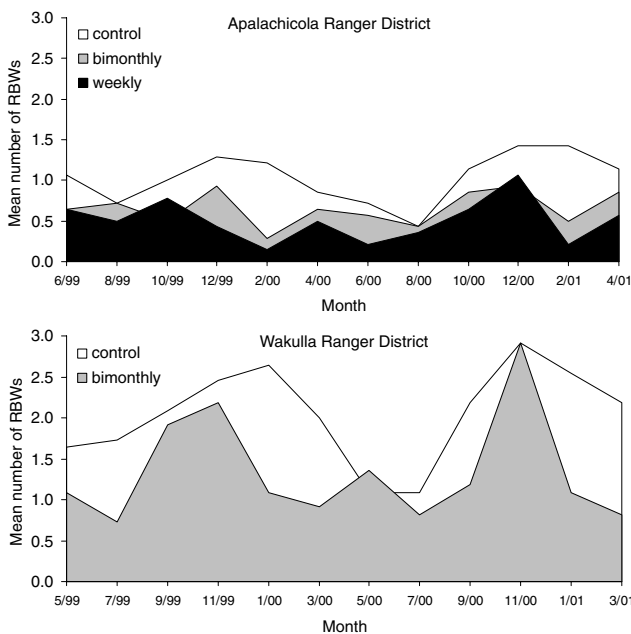 Apalachicola Ranger District
control
bimonthly
weekly
Mean number of RBWs
3.0
2.5
2.0
1.5
1.0
0.5
0.0
6/99 8/99 10/99 12/99 2/00 4/00 6/00 8/00 10/00 12/00 2/01 4/01
Month
Wakulla Ranger District
control
bimonthly
Mean number of RBWs
3.0
2.5
2.0
1.5
1.0
0.5
0.0
5/99 7/99 9/99 11/99 1/00 3/00 5/00 7/00 9/00 11/00 1/01 3/01
Month